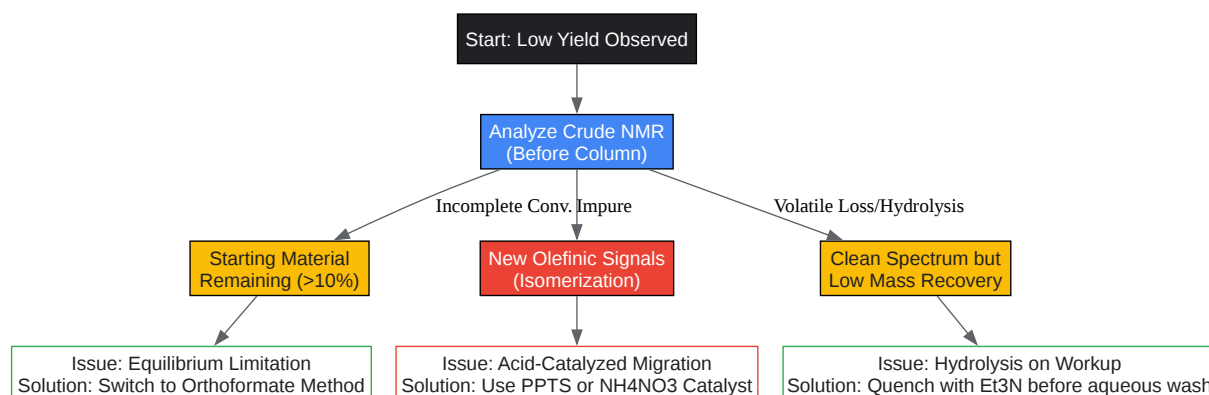 Start: Low Yield Observed
Analyze Crude NMR
(Before Column)
Incomplete Conv.
Impure
Volatile Loss/Hydrolysis
Starting Material
Remaining (>10%)
New Olefinic Signals
(Isomerization)
Clean Spectrum but
Low Mass Recovery
Issue: Equilibrium Limitation
Solution: Switch to Orthoformate Method
Issue: Acid-Catalyzed Migration
Solution: Use PPTS or NH4NO3 Catalyst
Issue: Hydrolysis on Workup
Solution: Quench with Et3N before aqueous wash